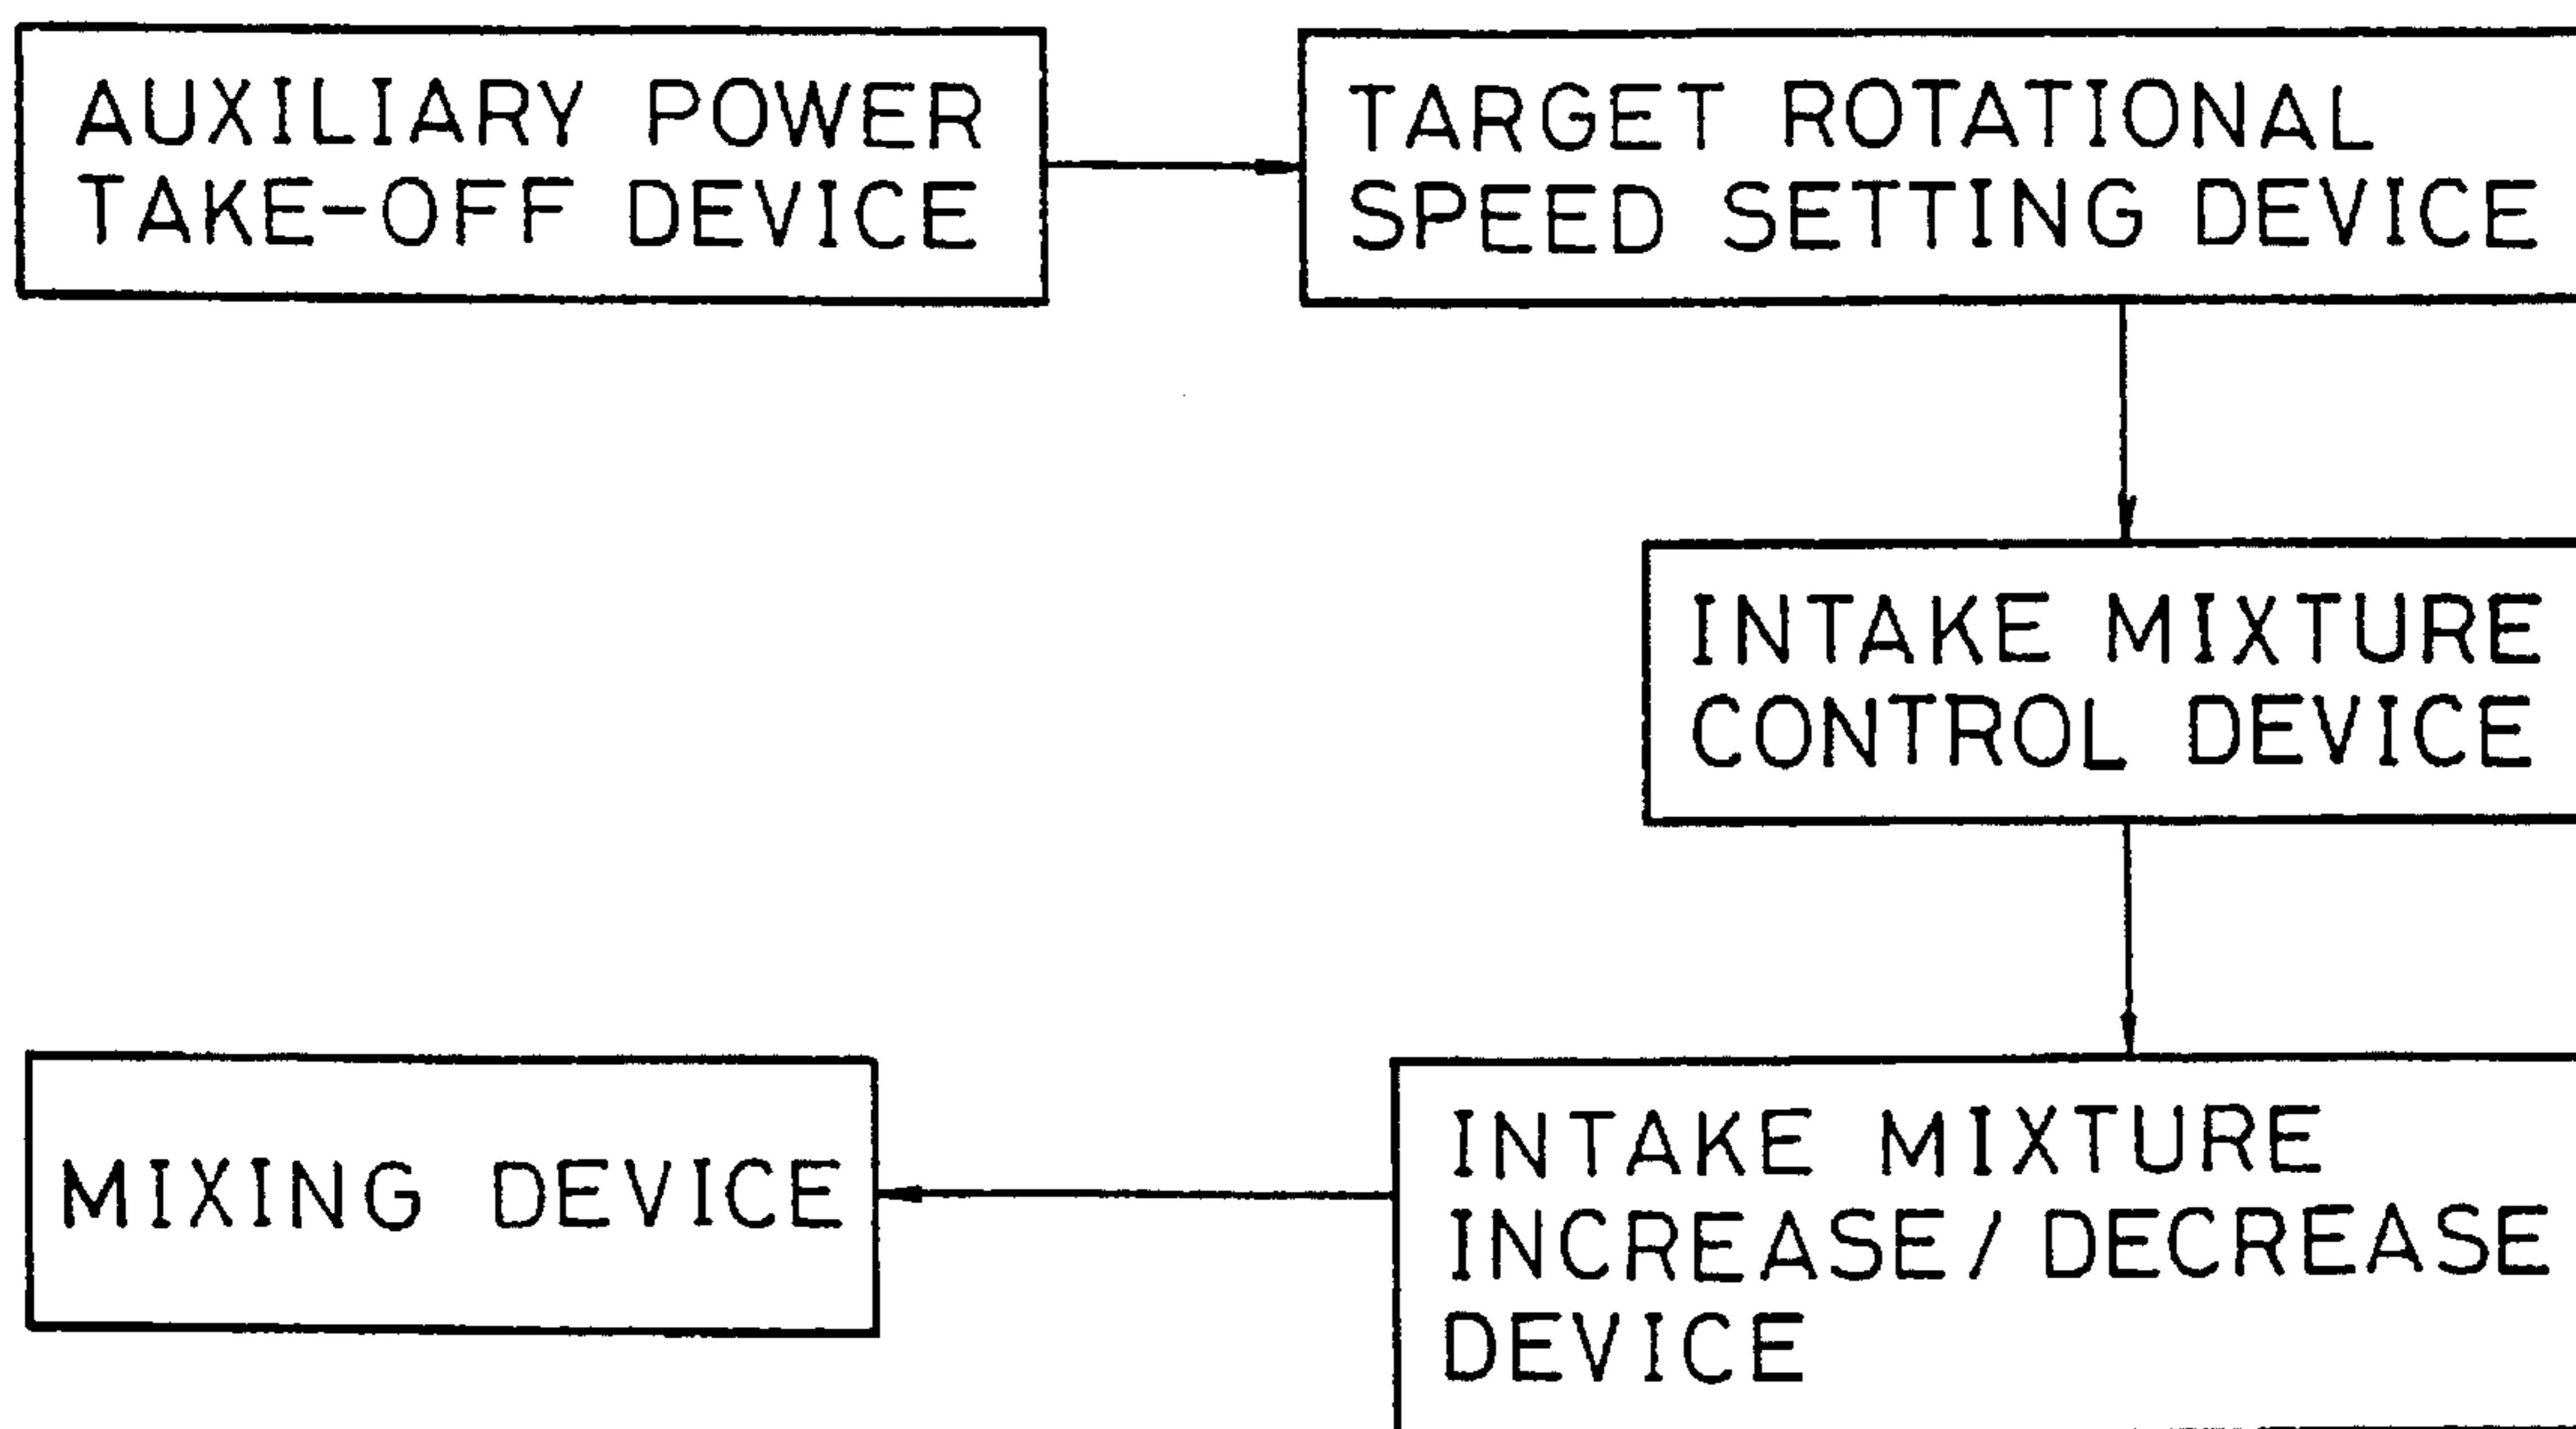 AUXILIARY POWER
TAKE-OFF DEVICE
TARGET ROTATIONAL
SPEED SETTING DEVICE
INTAKE MIXTURE
CONTROL DEVICE
INTAKE MIXTURE
INCREASE/DECREASE
DEVICE
MIXING DEVICE